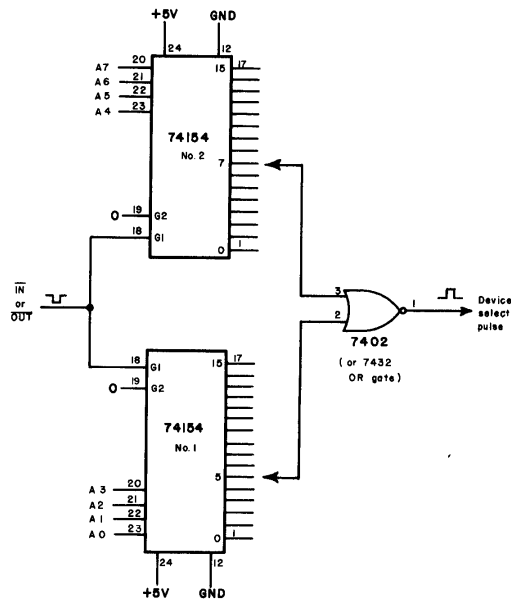 +5V
GND
24
12
A7 20
A6 21
A5 22
A4 23
15 17
74154
No. 2
7
0 19 G2
18 G1
0 1
IN
or
OUT
3
2
1
Device
select
pulse
7402
(or 7432
OR gate)
18 G1
0 19 G2
15 17
74154
No. 1
5
A3 20
A2 21
A1 22
A0 23
0 1
24
12
+5V
GND